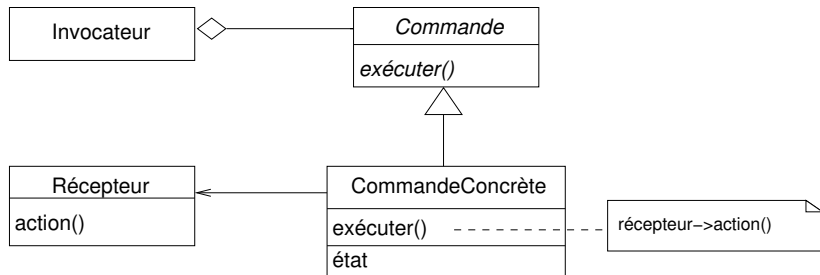 Invocateur
Commande
exécuter()
Récepteur
action()
CommandeConcrète
exécuter()
état
récepteur->action()